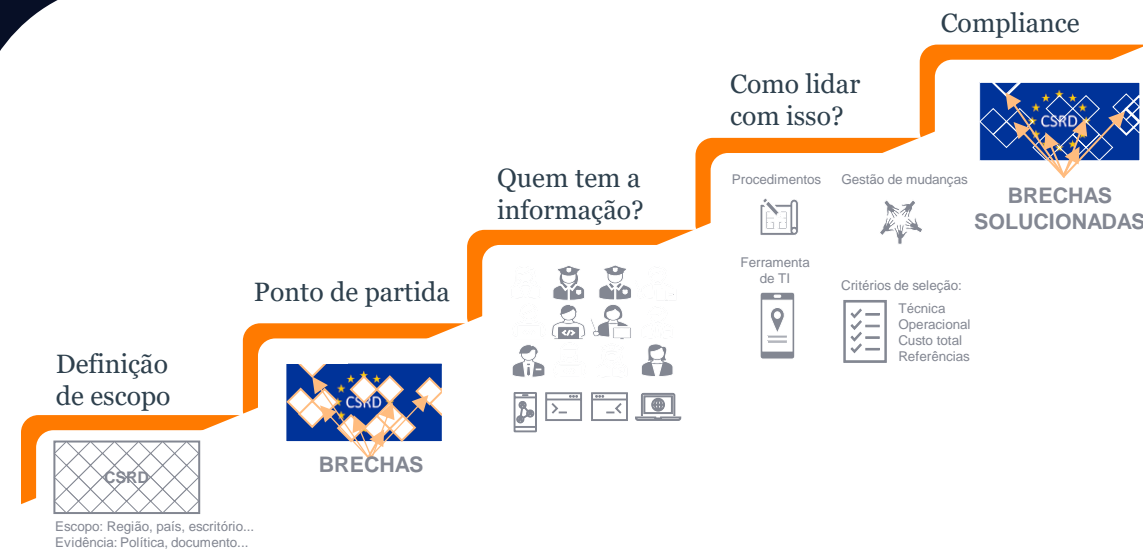 Definição
de escopo
CSRD
Escopo: Região, país, escritório...
Evidência: Política, documento...
Ponto de partida
CSRD
BRECHAS
Quem tem a
informação?
Como lidar
com isso?
Procedimentos
Gestão de mudanças
Ferramenta
de TI
Critérios de seleção:
Técnica
Operacional
Custo total
Referências
Compliance
CSRD
BRECHAS
SOLUCIONADAS